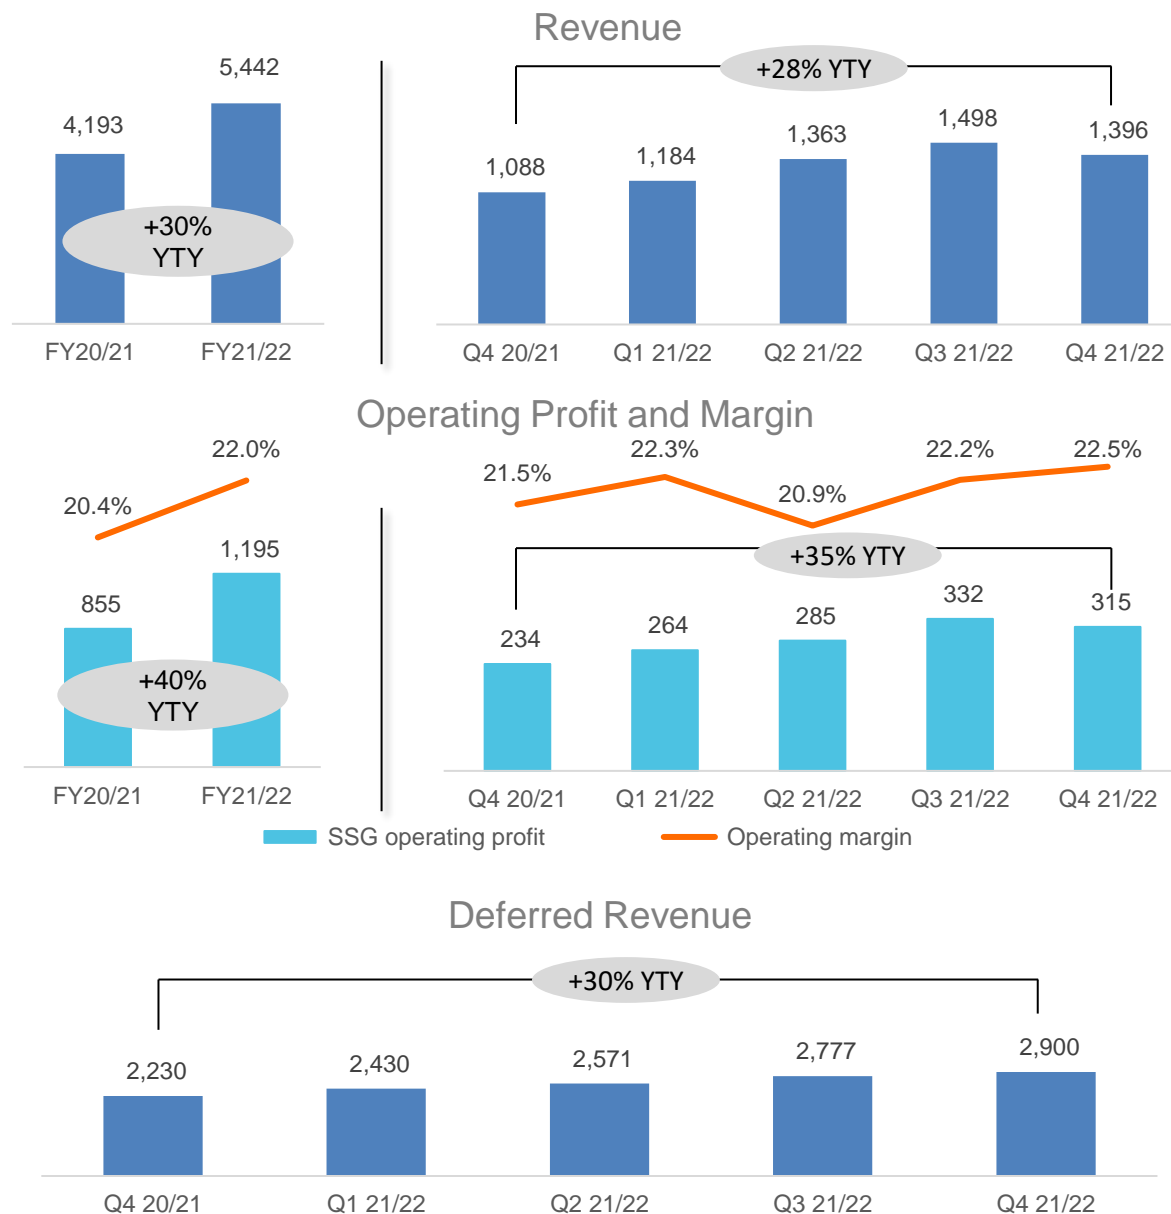 Revenue
5,442
4,193
+30%
YTY
FY20/21
FY21/22
+28% YTY
1,088
1,184
1,363
1,498
1,396
Q4 20/21
Q1 21/22
Q2 21/22
Q3 21/22
Q4 21/22
Operating Profit and Margin
20.4%
22.0%
855
1,195
+40%
YTY
FY20/21
FY21/22
21.5%
22.3%
20.9%
22.2%
22.5%
+35% YTY
234
264
285
332
315
Q4 20/21
Q1 21/22
Q2 21/22
Q3 21/22
Q4 21/22
SSG operating profit
Operating margin
Deferred Revenue
+30% YTY
2,230
2,430
2,571
2,777
2,900
Q4 20/21
Q1 21/22
Q2 21/22
Q3 21/22
Q4 21/22